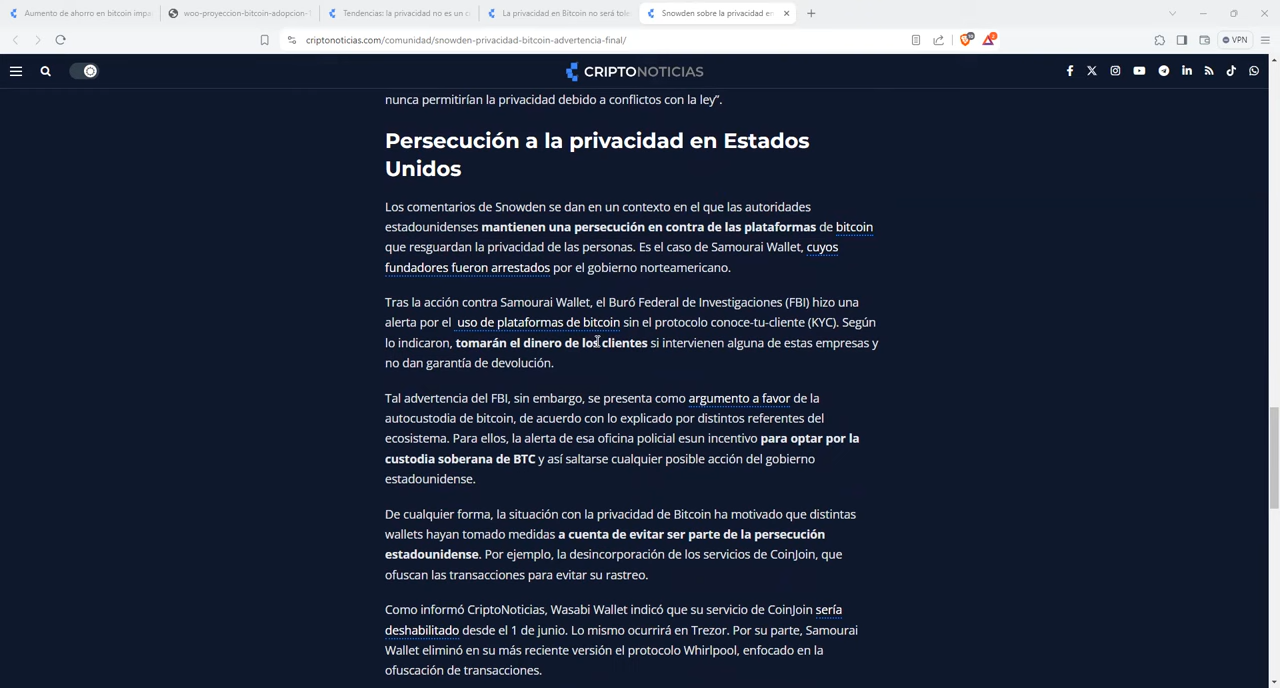 Aumento de ahorro en bitcoin impa
woo-proyeccion-bitcoin-adopcion-1
Tendencias: la privacidad no es un c
La privacidad en Bitcoin no será tole
Snowden sobre la privacidad en
criptonoticias.com/comunidad/snowden-privacidad-bitcoin-advertencia-final/
VPN
CRIPTONOTICIAS
nunca permitirían la privacidad debido a conflictos con la ley”.
Persecución a la privacidad en Estados
Unidos
Los comentarios de Snowden se dan en un contexto en el que las autoridades
estadounidenses mantienen una persecución en contra de las plataformas de bitcoin
que resguardan la privacidad de las personas. Es el caso de Samourai Wallet, cuyos
fundadores fueron arrestados por el gobierno norteamericano.
Tras la acción contra Samourai Wallet, el Buró Federal de Investigaciones (FBI) hizo una
alerta por el uso de plataformas de bitcoin sin el protocolo conoce-tu-cliente (KYC). Según
lo indicaron, tomarán el dinero de los clientes si intervienen alguna de estas empresas y
no dan garantía de devolución.
Tal advertencia del FBI, sin embargo, se presenta como argumento a favor de la
autocustodia de bitcoin, de acuerdo con lo explicado por distintos referentes del
ecosistema. Para ellos, la alerta de esa oficina policial esun incentivo para optar por la
custodia soberana de BTC y así saltarse cualquier posible acción del gobierno
estadounidense.
De cualquier forma, la situación con la privacidad de Bitcoin ha motivado que distintas
wallets hayan tomado medidas a cuenta de evitar ser parte de la persecución
estadounidense. Por ejemplo, la desincorporación de los servicios de CoinJoin, que
ofuscan las transacciones para evitar su rastreo.
Como informó CriptoNoticias, Wasabi Wallet indicó que su servicio de CoinJoin sería
deshabilitado desde el 1 de junio. Lo mismo ocurrirá en Trezor. Por su parte, Samourai
Wallet eliminó en su más reciente versión el protocolo Whirlpool, enfocado en la
ofuscación de transacciones.